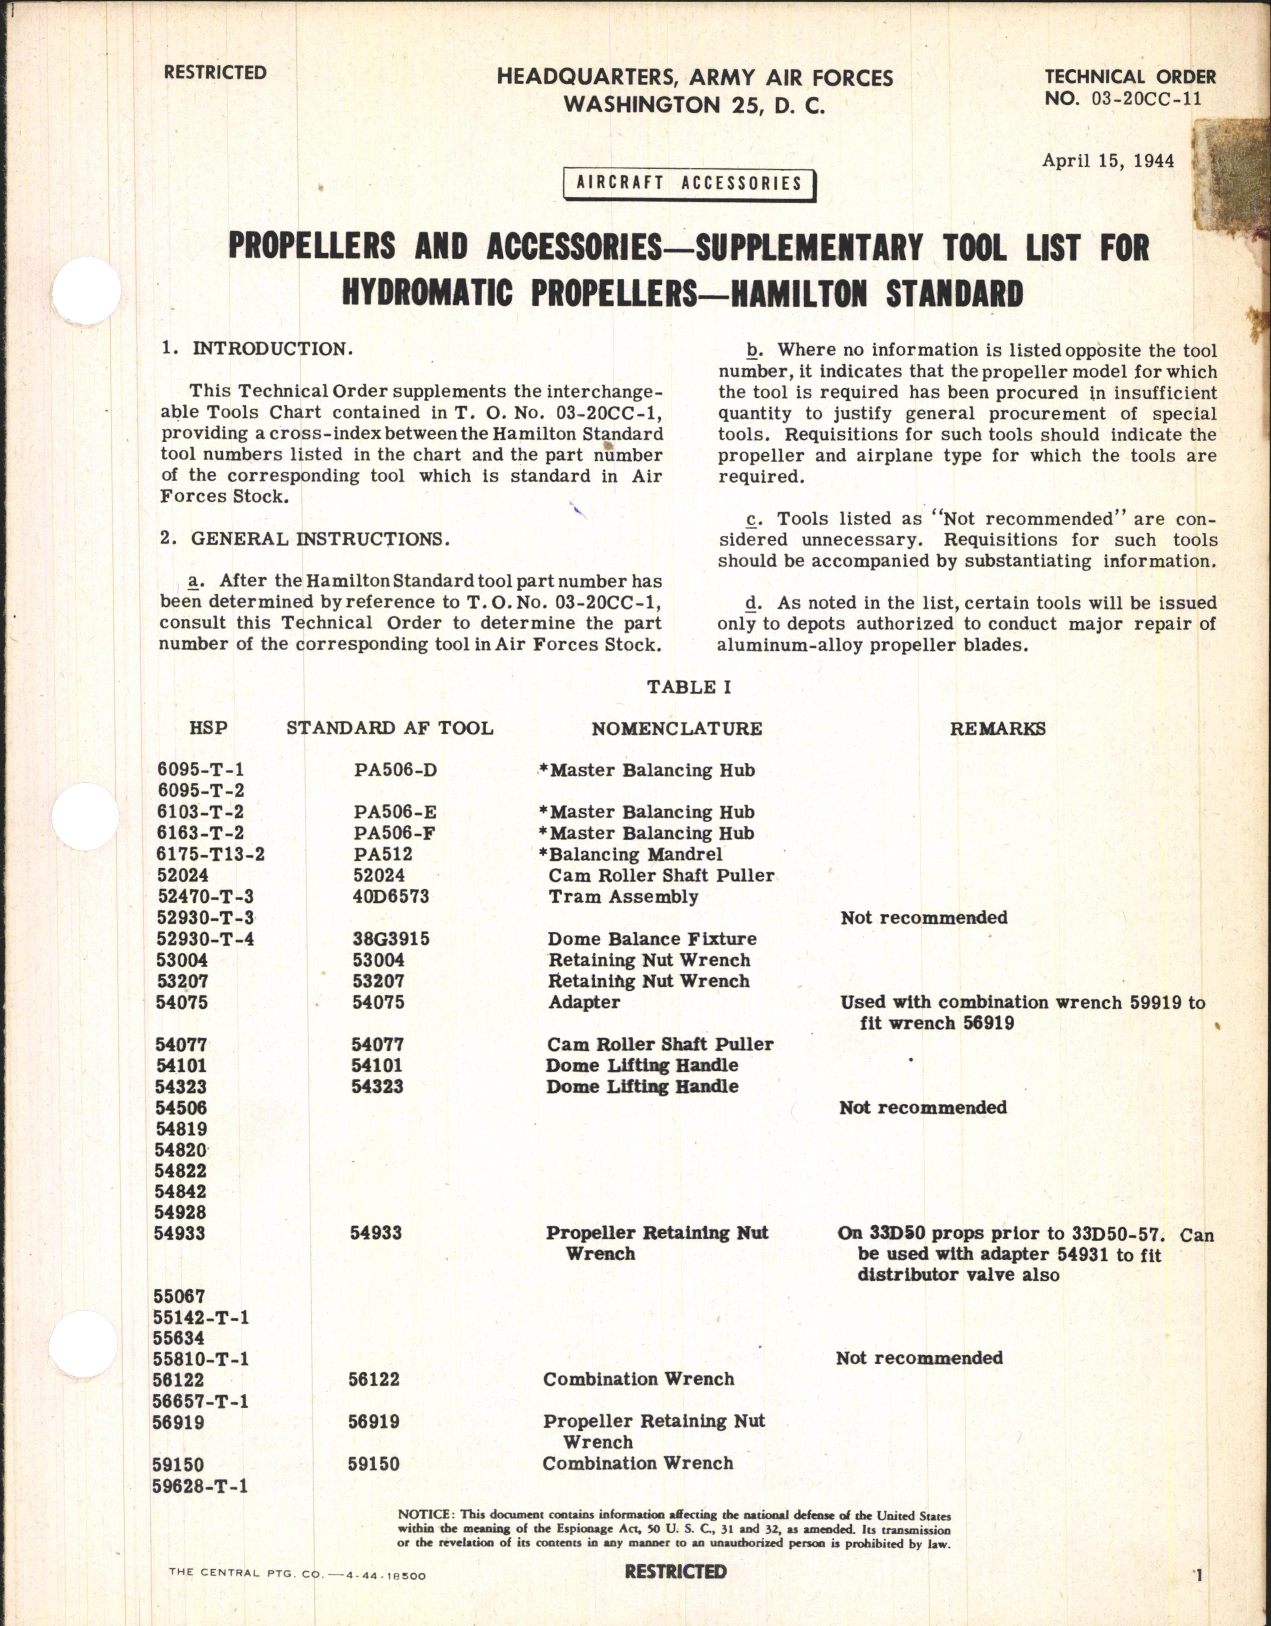 RESTRICTED
HEADQUARTERS, ARMY AIR FORCES
WASHINGTON 25, D. C.
TECHNICAL ORDER
NO. 03-20CC-11
April 15, 1944
AIRCRAFT ACCESSORIES
PROPELLERS AND ACCESSORIES—SUPPLEMENTARY TOOL LIST FOR
HYDROMATIC PROPELLERS—HAMILTON STANDARD
1. INTRODUCTION.
This Technical Order supplements the interchange-
able Tools Chart contained in T. O. No. 03-20CC-1,
providing a cross-index between the Hamilton Standard
tool numbers listed in the chart and the part number
of the corresponding tool which is standard in Air
Forces Stock.
2. GENERAL INSTRUCTIONS.
a. After the Hamilton Standard tool part number has
been determined by reference to T. O. No. 03-20CC-1,
consult this Technical Order to determine the part
number of the corresponding tool in Air Forces Stock.
b. Where no information is listed opposite the tool
number, it indicates that the propeller model for which
the tool is required has been procured in insufficient
quantity to justify general procurement of special
tools. Requisitions for such tools should indicate the
propeller and airplane type for which the tools are
required.
c. Tools listed as "Not recommended" are con-
sidered unnecessary. Requisitions for such tools
should be accompanied by substantiating information.
d. As noted in the list, certain tools will be issued
only to depots authorized to conduct major repair of
aluminum-alloy propeller blades.
TABLE I
HSP STANDARD AF TOOL NOMENCLATURE REMARKS
6095-T-1 PA506-D *Master Balancing Hub
6095-T-2
6103-T-2 PA506-E *Master Balancing Hub
6163-T-2 PA506-F *Master Balancing Hub
6175-T13-2 PA512 *Balancing Mandrel
52024 52024 Cam Roller Shaft Puller
52470-T-3 40D6573 Tram Assembly
52930-T-3 Not recommended
52930-T-4 38G3915 Dome Balance Fixture
53004 53004 Retaining Nut Wrench
53207 53207 Retaining Nut Wrench
54075 54075 Adapter Used with combination wrench 59919 to
fit wrench 56919
54077 54077 Cam Roller Shaft Puller
54101 54101 Dome Lifting Handle
54323 54323 Dome Lifting Handle
54506 Not recommended
54819
54820
54822
54842
54928
54933 54933 Propeller Retaining Nut On 33D50 props prior to 33D50-57. Can
Wrench be used with adapter 54931 to fit
distributor valve also
55067
55142-T-1
55634
55810-T-1 Not recommended
56122 56122 Combination Wrench
56657-T-1
56919 56919 Propeller Retaining Nut
Wrench
59150 59150 Combination Wrench
59628-T-1
NOTICE: This document contains information affecting the national defense of the United States
within the meaning of the Espionage Act, 50 U. S. C., 31 and 32, as amended. Its transmission
or the revelation of its contents in any manner to an unauthorized person is prohibited by law.
THE CENTRAL PTG. CO.—4-44-18500
RESTRICTED
1